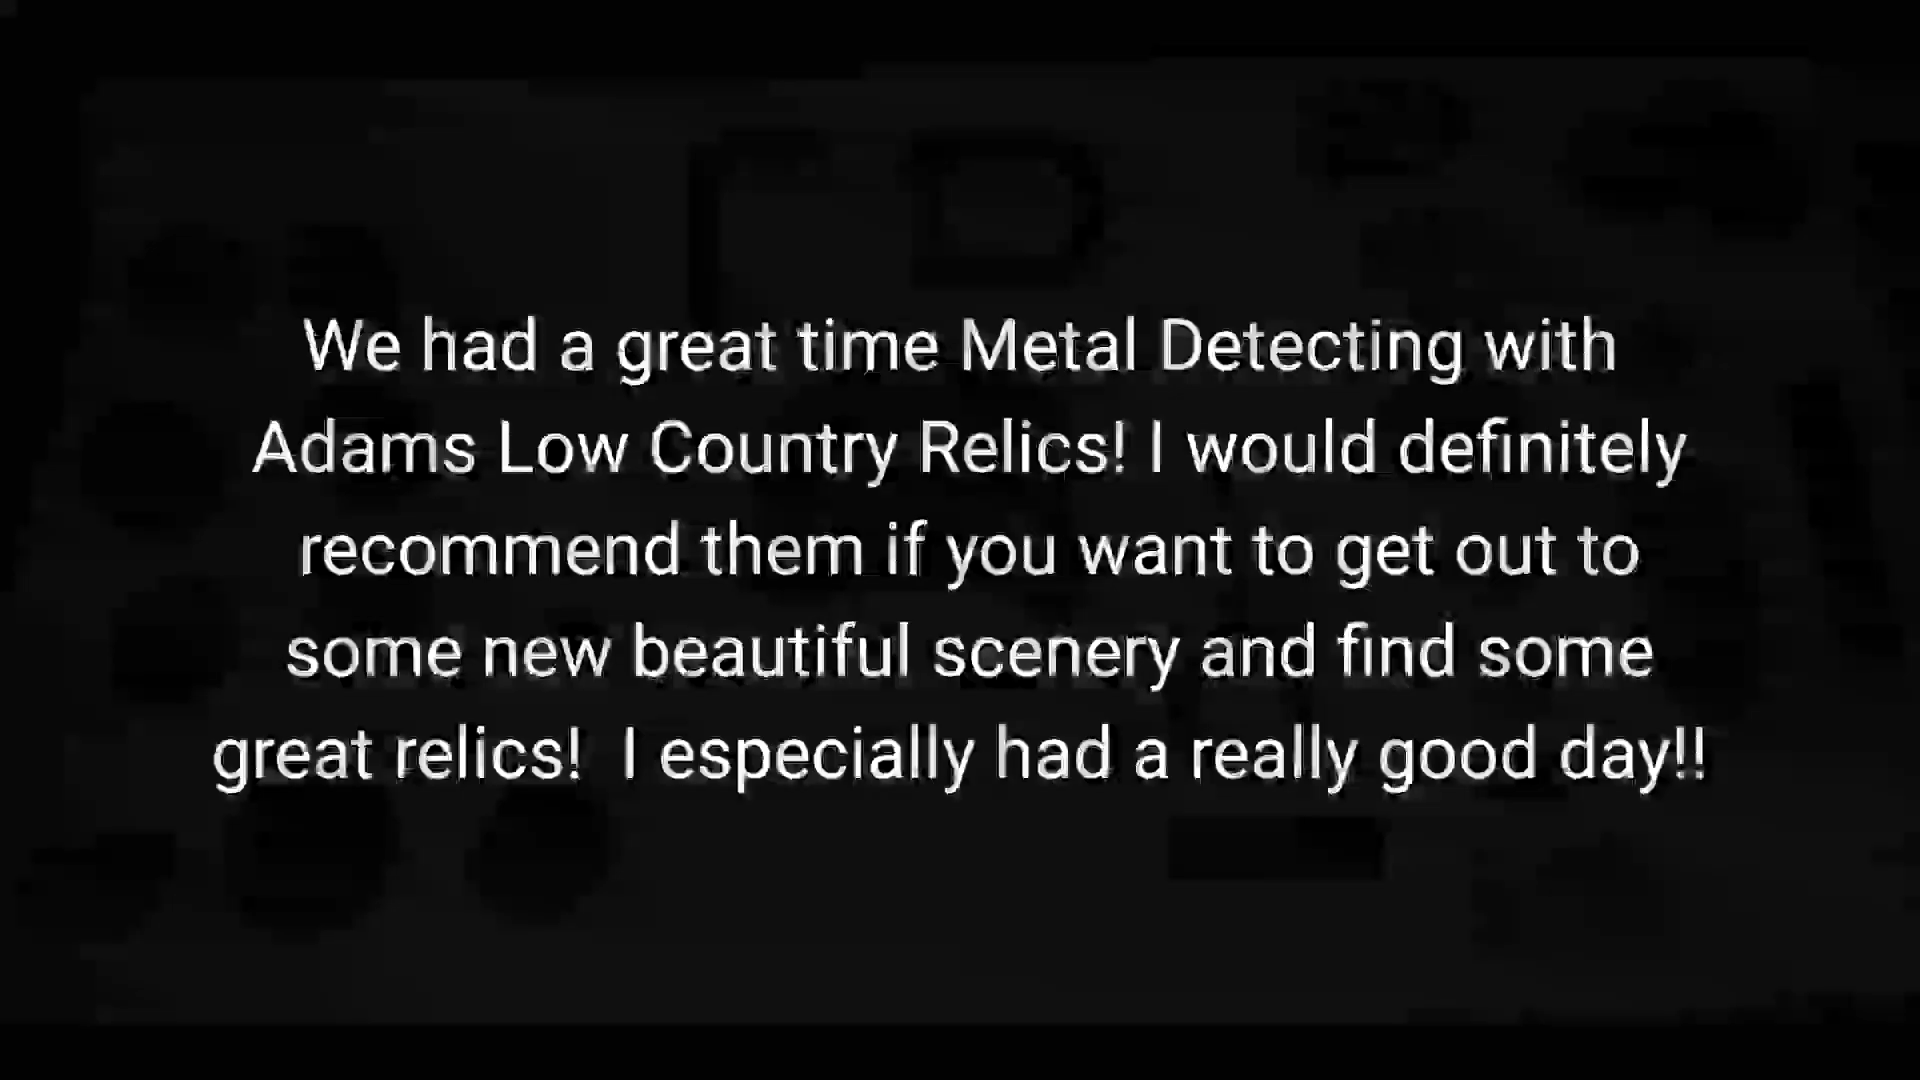 We had a great time Metal Detecting with
Adams Low Country Relics! I would definitely
recommend them if you want to get out to
some new beautiful scenery and find some
great relics!  I especially had a really good day!!